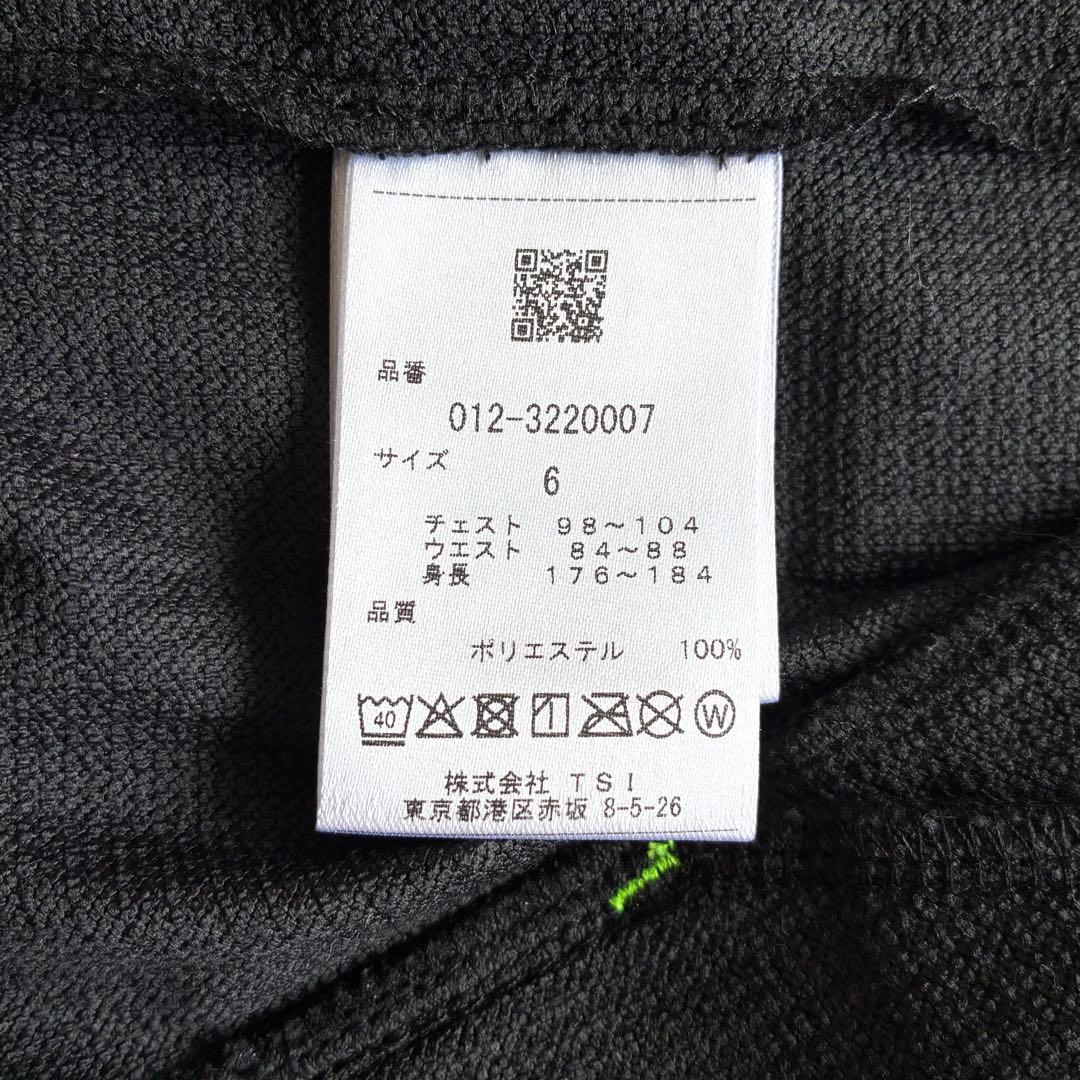 品番
012-3220007
サイズ
6
チェスト 98～104
ウエスト 84～88
身長 176～184
品質
ポリエステル 100%
40 W
株式会社 TSI
東京都港区赤坂 8-5-26